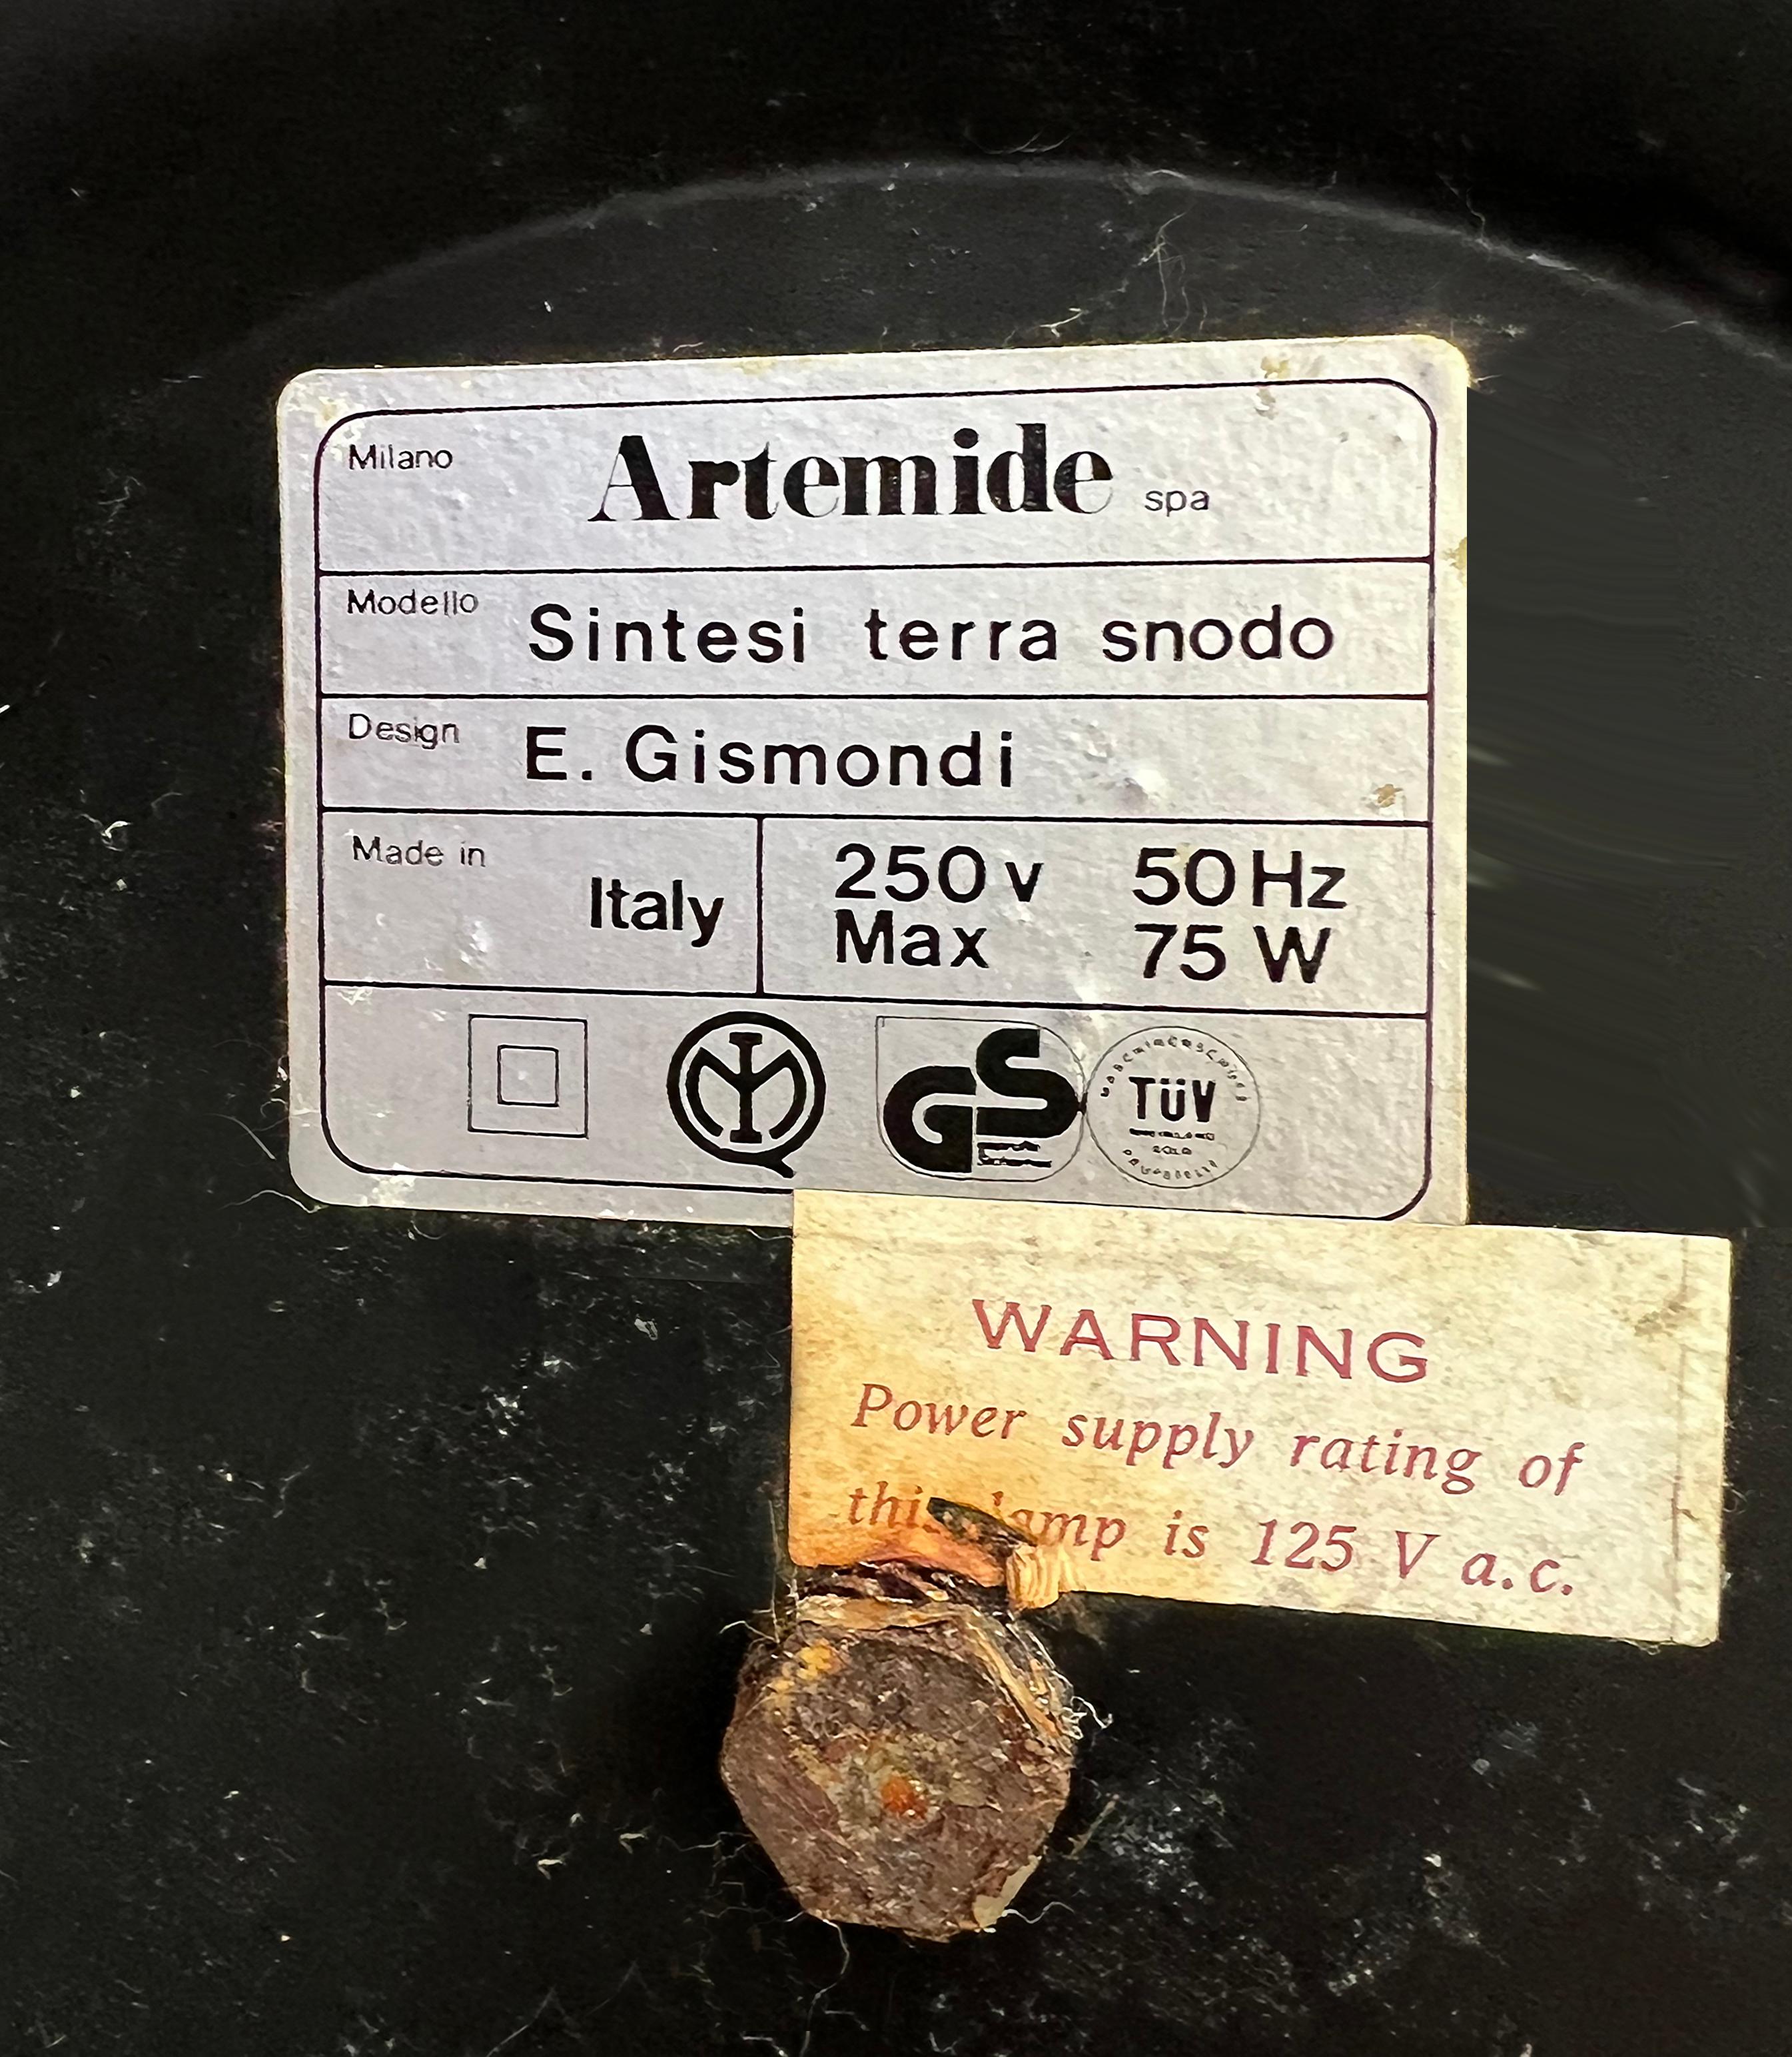 Milano
Artemide spa
Modello
Sintesi terra snodo
Design
E. Gismondi
Made in
Italy
250 v 50 Hz
Max 75 W
GS
TüV
WARNING
Power supply rating of
this lamp is 125 V a.c.